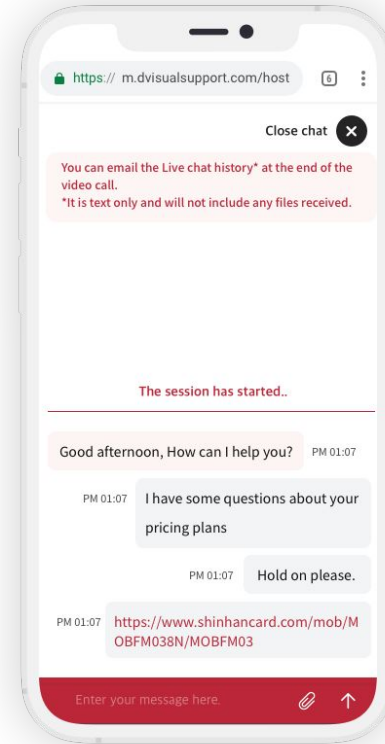 https:// m.dvisualsupport.com/host
6
Close chat
You can email the Live chat history* at the end of the
video call.
*It is text only and will not include any files received.
The session has started..
Good afternoon, How can I help you?
PM 01:07
PM 01:07
I have some questions about your
pricing plans
PM 01:07
Hold on please.
PM 01:07
https://www.shinhancard.com/mob/M
OBFM038N/MOBFM03
Enter your message here.